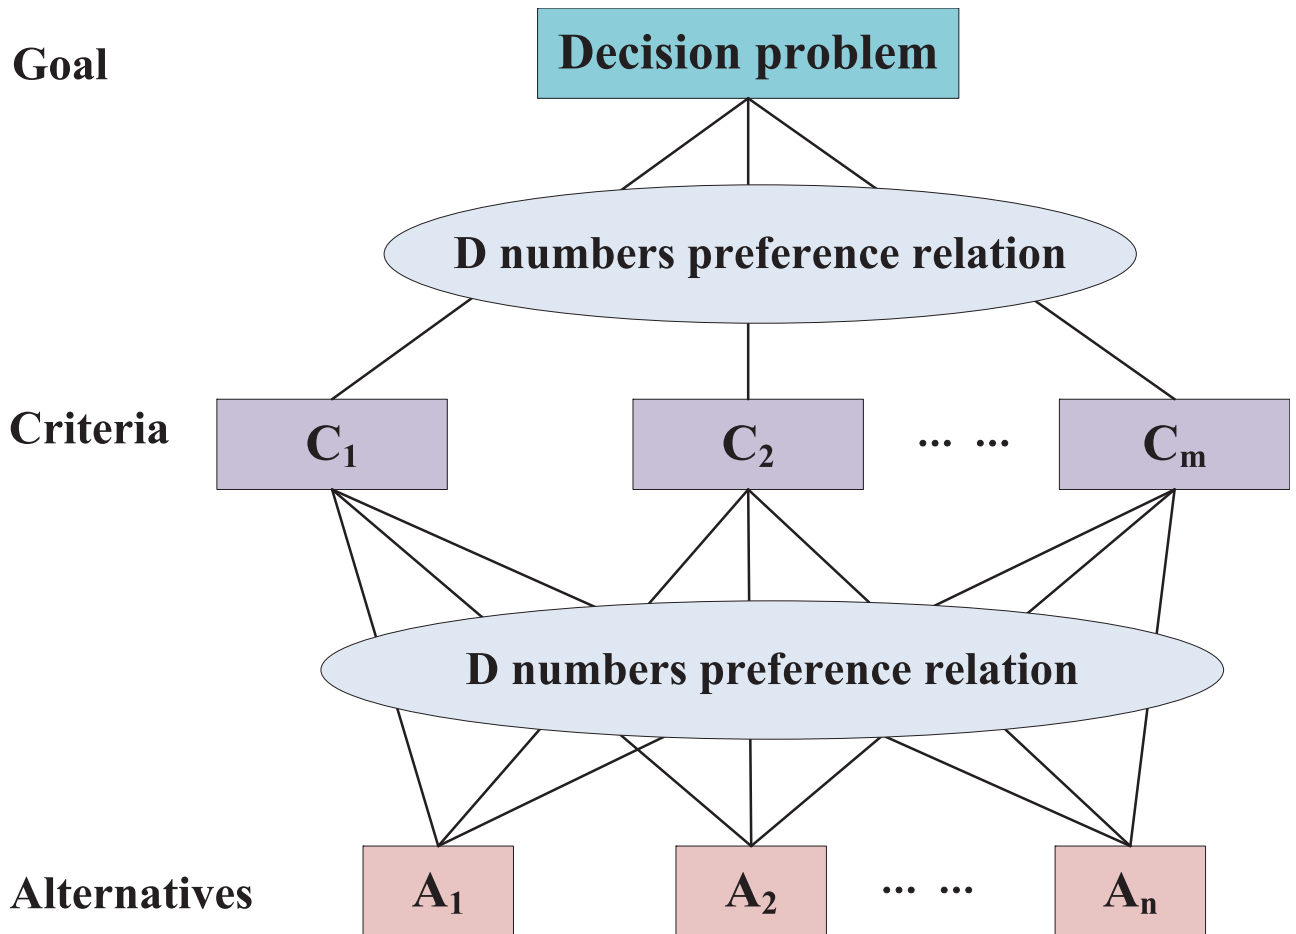 Goal
Decision problem
D numbers preference relation
Criteria
C₁
C₂
... ...
Cₘ
D numbers preference relation
Alternatives
A₁
A₂
... ...
Aₙ